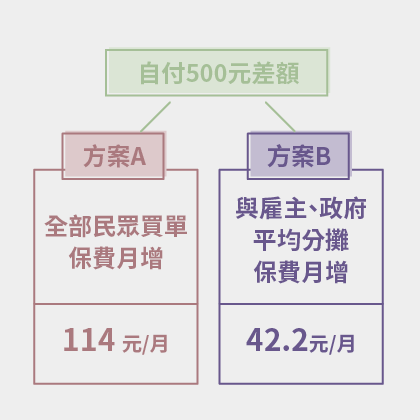 自付500元差額
方案A
全部民眾買單
保費月增
114 元/月
方案B
與雇主、政府
平均分攤
保費月增
42.2元/月